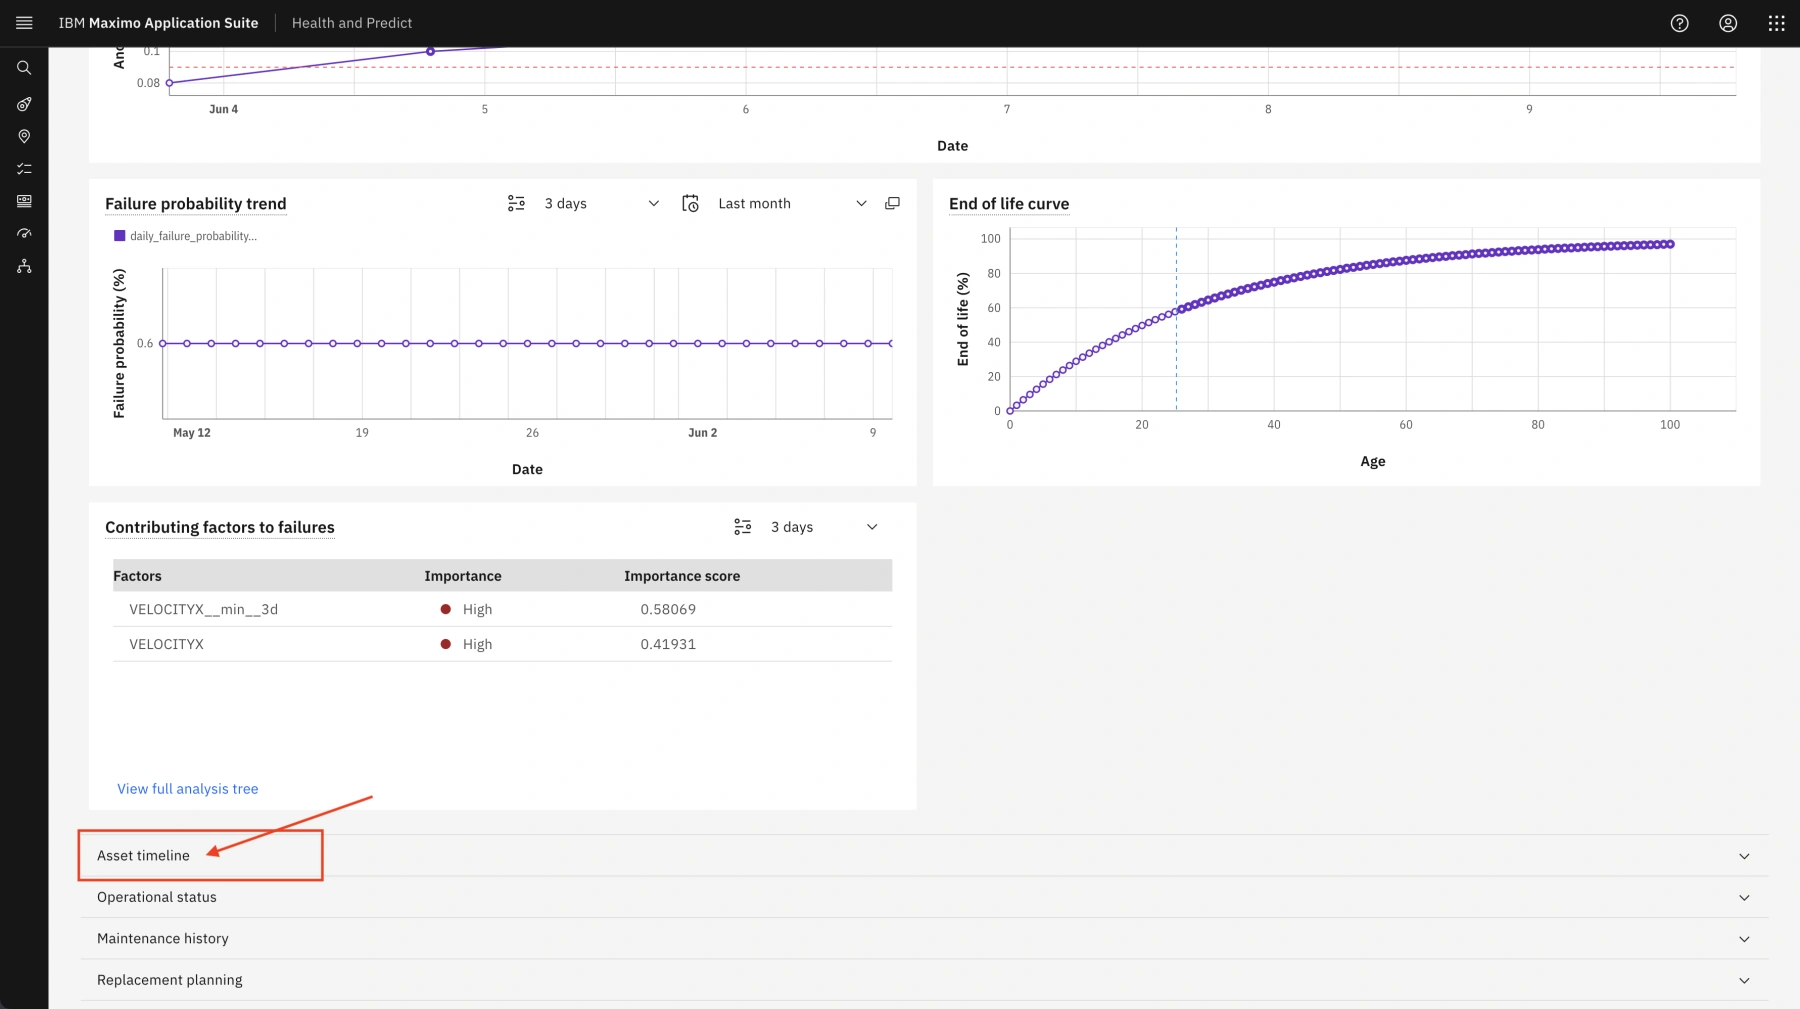 IBM Maximo Application Suite Health and Predict
0.1
0.08
Jun 4 5 6 7 8 9
Date
Failure probability trend 3 days Last month
daily_failure_probability...
Failure probability (%)
0.6
May 12 19 26 Jun 2 9
Date
End of life curve
End of life (%)
100
80
60
40
20
0
0 20 40 60 80 100
Age
Contributing factors to failures 3 days
Factors Importance Importance score
VELOCITYX__min__3d High 0.58069
VELOCITYX High 0.41931
View full analysis tree
Asset timeline
Operational status
Maintenance history
Replacement planning